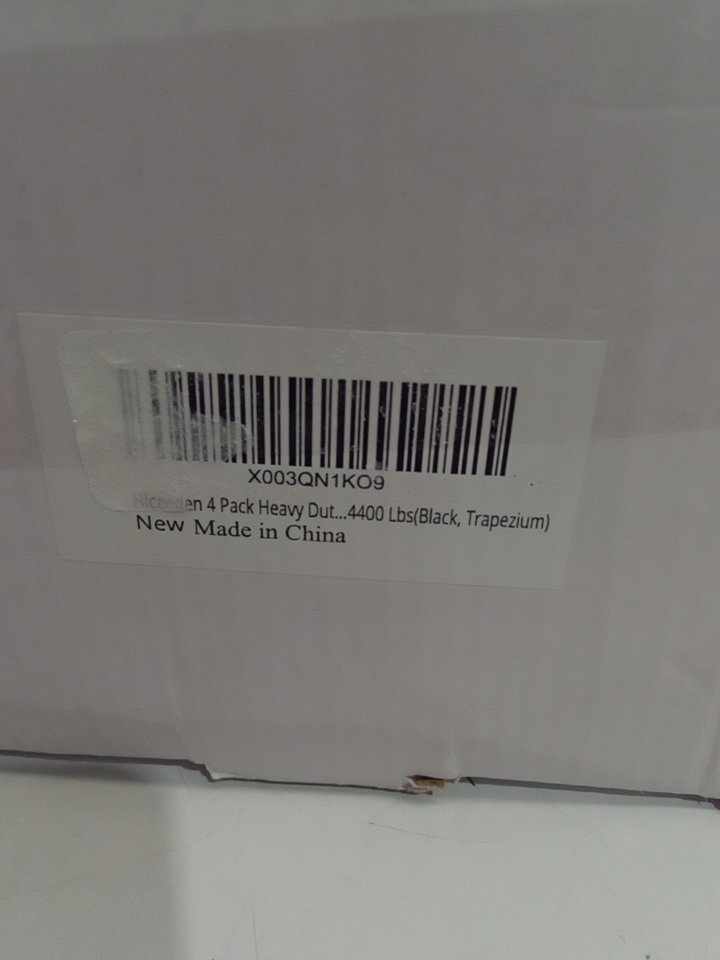 X003QN1KO9
4 Pack Heavy Dut...4400 Lbs(Black, Trapezium)
New Made in China